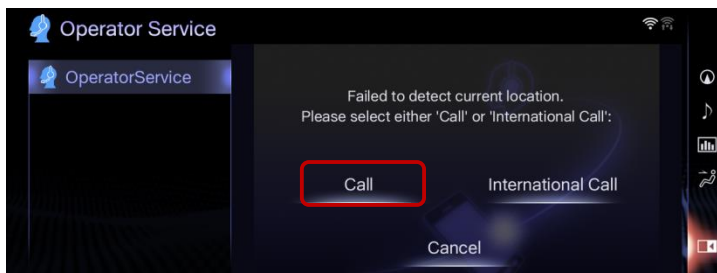 Operator Service
OperatorService
Failed to detect current location.
Please select either 'Call' or 'International Call':
Call
International Call
Cancel